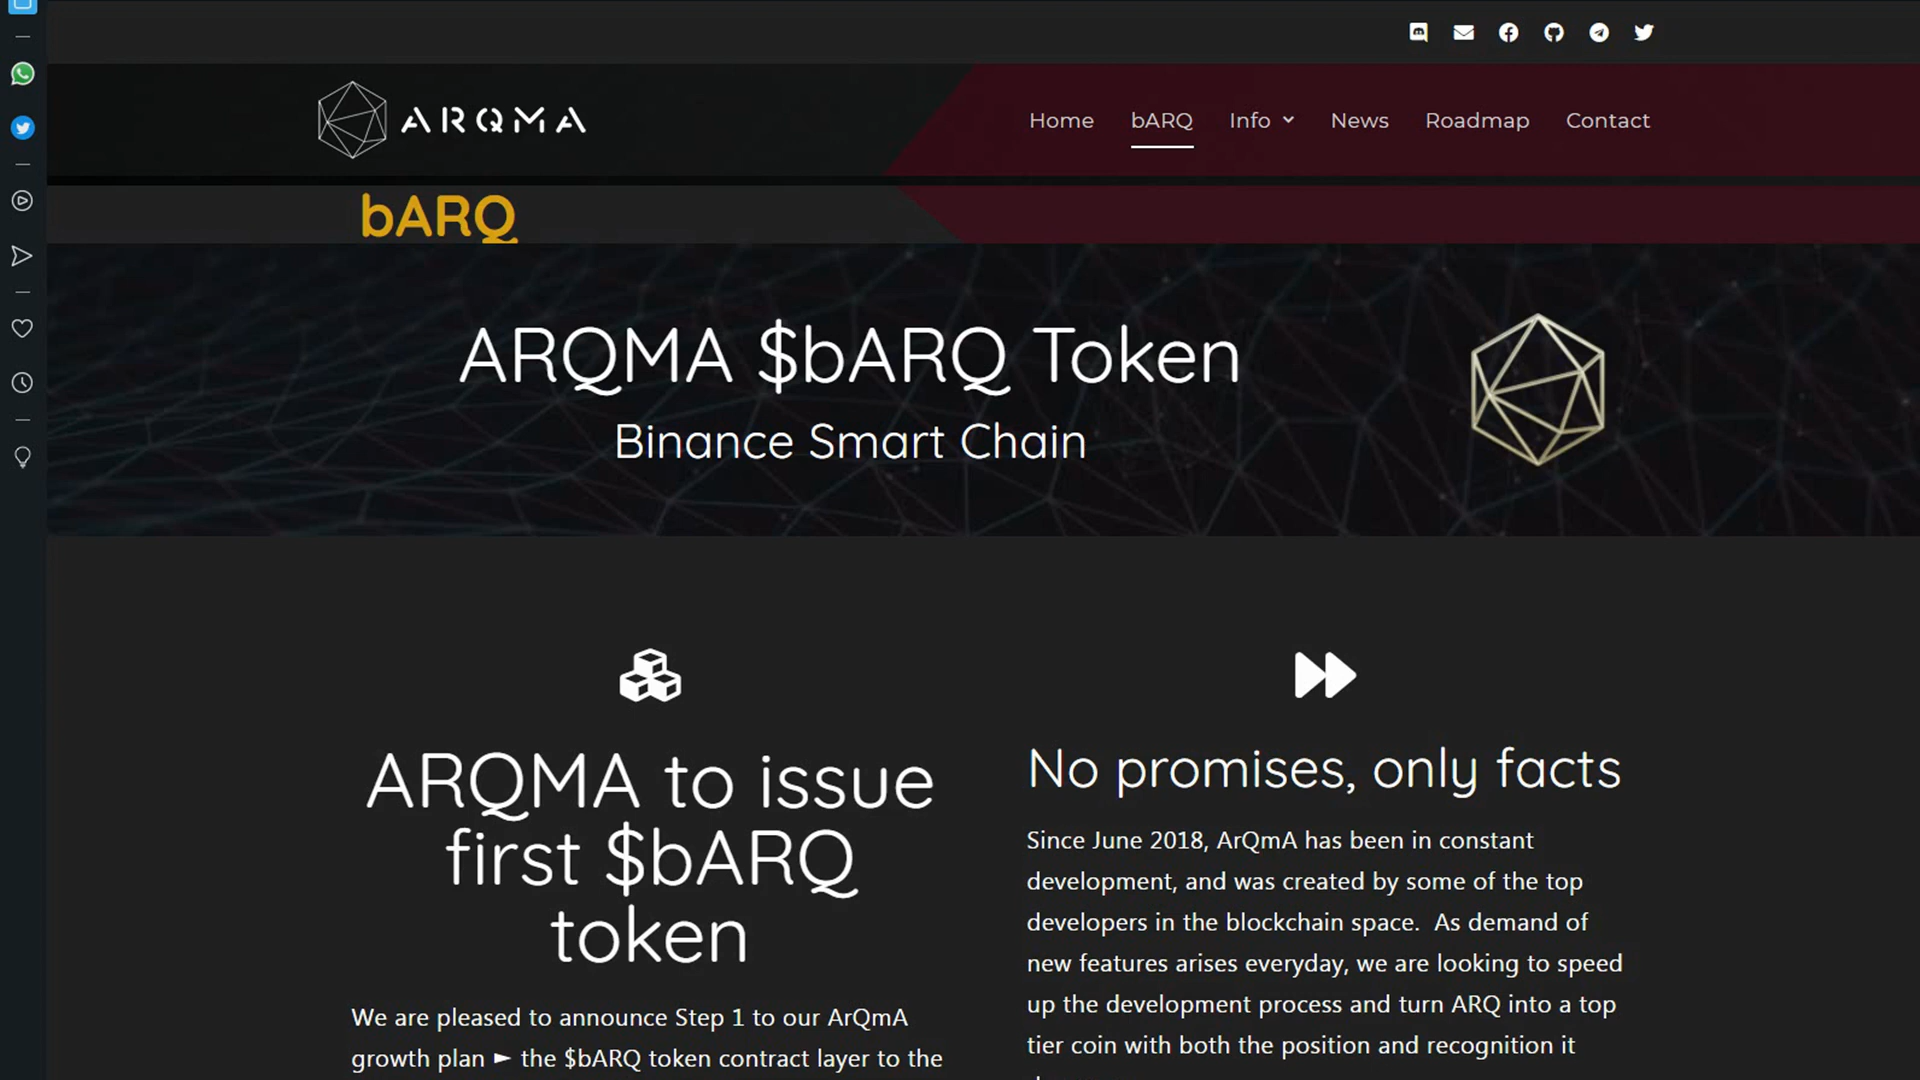 ARQMA
Home bARQ Info News Roadmap Contact
bARQ
ARQMA $bARQ Token
Binance Smart Chain
ARQMA to issue
first $bARQ
token
We are pleased to announce Step 1 to our ArQmA
growth plan ► the $bARQ token contract layer to the
No promises, only facts
Since June 2018, ArQmA has been in constant
development, and was created by some of the top
developers in the blockchain space.  As demand of
new features arises everyday, we are looking to speed
up the development process and turn ARQ into a top
tier coin with both the position and recognition it